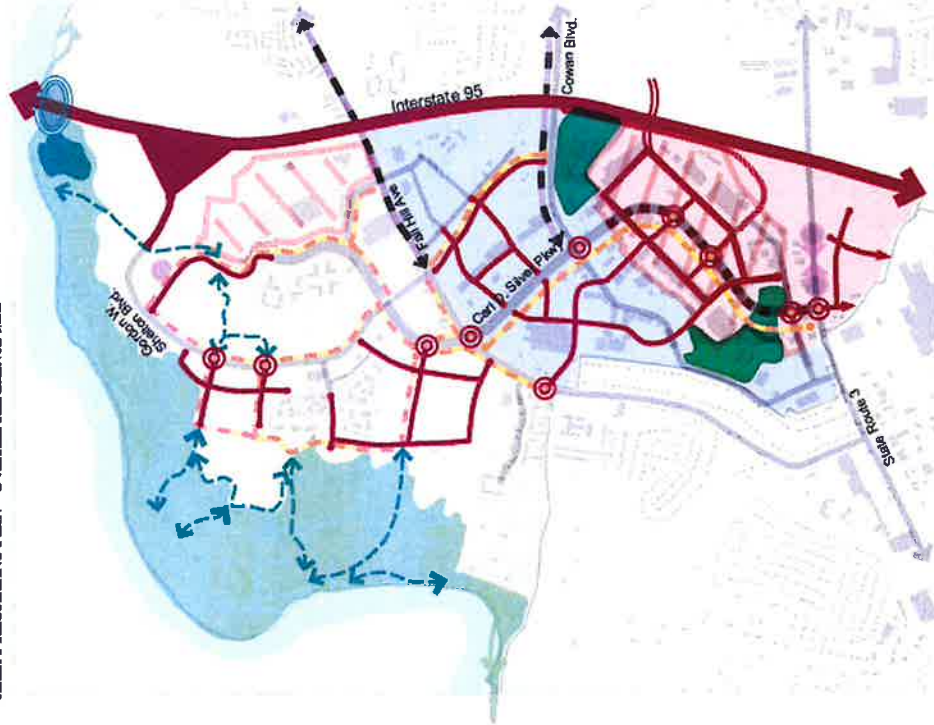 Interstate 95
Cowan Blvd.
Fall Hill Ave
Carl D. Silver Pkwy
Gordon W.
Shelton Blvd.
State Route 3